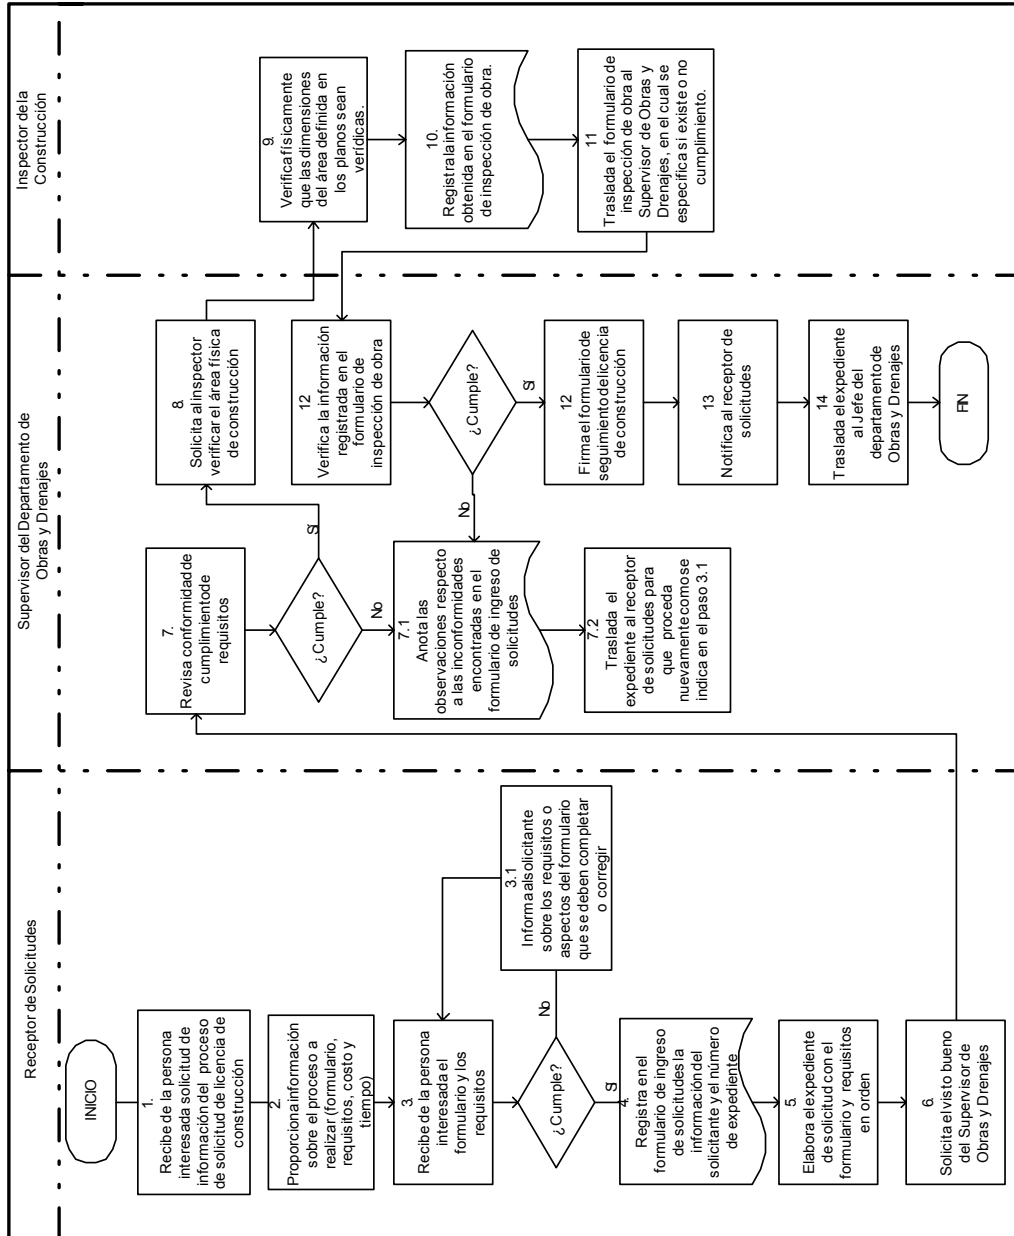 Receptor de Solicitudes
INICIO
1.
Recibe de la persona
interesada solicitud de
información del proceso
de solicitud de licencia de
construcción
2.
Proporciona información
sobre el proceso a
realizar (formulario,
requisitos, costo y
tiempo)
3.
Recibe de la persona
interesada el
formulario y los
requisitos
¿Cumple?
No
3.1
Informa al solicitante
sobre los requisitos o
aspectos del formulario
que se deben completar
o corregir
Si
4.
Registra en el
formulario de ingreso
de solicitudes la
información del
solicitante y el número
de expediente
5.
Elabora el expediente
de solicitud con el
formulario y requisitos
en orden
6.
Solicita el visto bueno
del Supervisor de
Obras y Drenajes
Supervisor del Departamento de
Obras y Drenajes
7.
Revisa conformidad de
cumplimiento de
requisitos
¿Cumple?
Sí
No
7.1
Anota las
observaciones respecto
a las inconformidades
encontradas en el
formulario de ingreso de
solicitudes
7.2
Traslada el
expediente al receptor
de solicitudes para
que proceda
nuevamente como se
indica en el paso 3.1
8.
Solicita al inspector
verificar el área física
de construcción
12
Verifica la información
registrada en el
formulario de
inspección de obra
¿Cumple?
No
Sí
12
Firma el formulario de
seguimiento de licencia
de construcción
13
Notifica al receptor de
solicitudes
14
Traslada el expediente
al Jefe del
departamento de
Obras y Drenajes
FIN
Inspector de la
Construcción
9.
Verifica físicamente
que las dimensiones
del área definida en
los planos sean
verídicas.
10.
Registra la información
obtenida en el formulario
de inspección de obra.
11
Traslada el formulario de
inspección de obra al
Supervisor de Obras y
Drenajes, en el cual se
especifica si existe o no
cumplimiento.